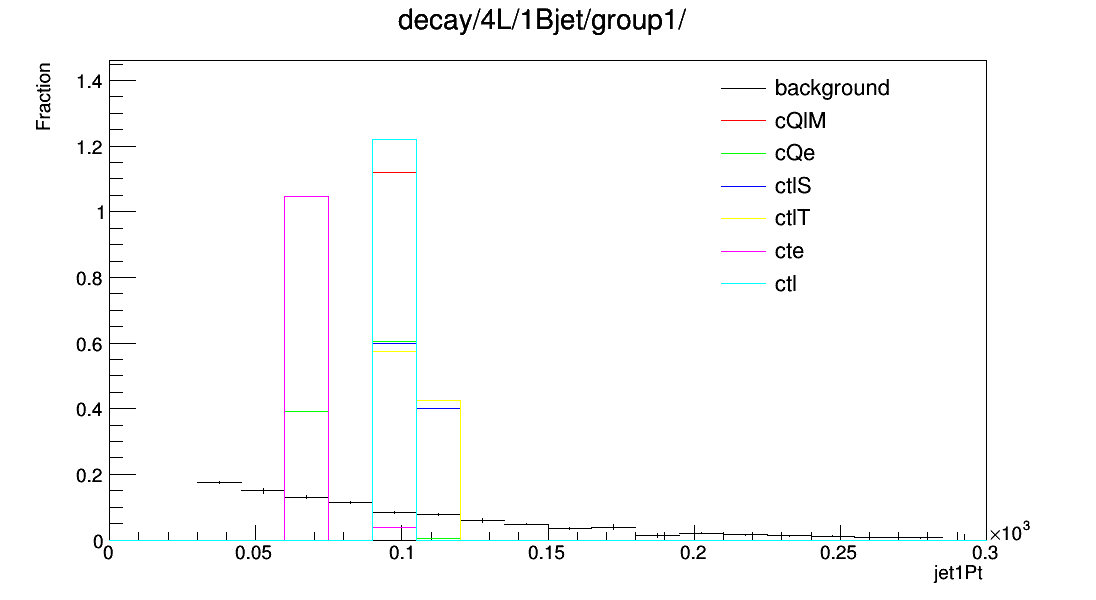 decay/4L/1Bjet/group1/
Fraction
1.4
1.2
1
0.8
0.6
0.4
0.2
0
background
cQlM
cQe
ctlS
ctlT
cte
ctl
0 0.05 0.1 0.15 0.2 0.25 0.3
×10³
jet1Pt